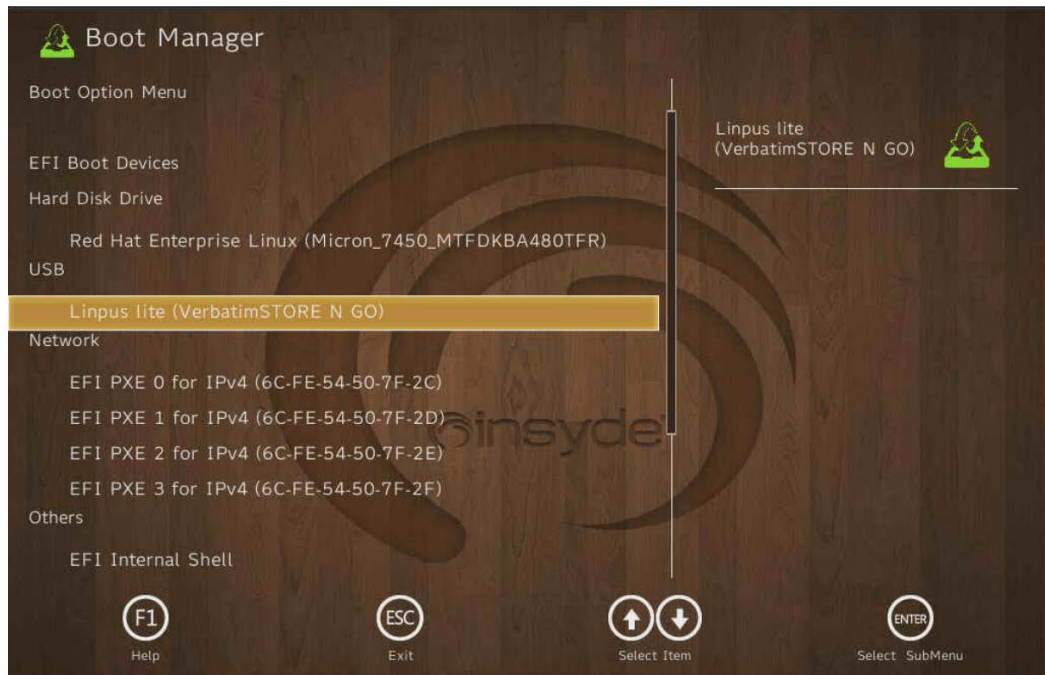 Boot Manager
Boot Option Menu
EFI Boot Devices
Hard Disk Drive
Red Hat Enterprise Linux (Micron_7450_MTFDKBA480TFR)
USB
Linpus lite (VerbatimSTORE N GO)
Network
EFI PXE 0 for IPv4 (6C-FE-54-50-7F-2C)
EFI PXE 1 for IPv4 (6C-FE-54-50-7F-2D)
EFI PXE 2 for IPv4 (6C-FE-54-50-7F-2E)
EFI PXE 3 for IPv4 (6C-FE-54-50-7F-2F)
Others
EFI Internal Shell
Linpus lite
(VerbatimSTORE N GO)
insyde
F1
Help
ESC
Exit
Select Item
ENTER
Select SubMenu